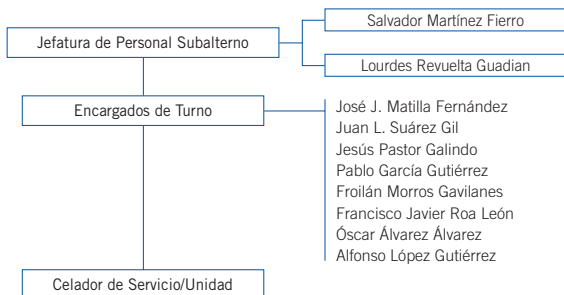 Salvador Martínez Fierro
Jefatura de Personal Subalterno
Lourdes Revuelta Guadian
Encargados de Turno
José J. Matilla Fernández
Juan L. Suárez Gil
Jesús Pastor Galindo
Pablo García Gutiérrez
Froilán Morros Gavilanes
Francisco Javier Roa León
Óscar Álvarez Álvarez
Alfonso López Gutiérrez
Celador de Servicio/Unidad